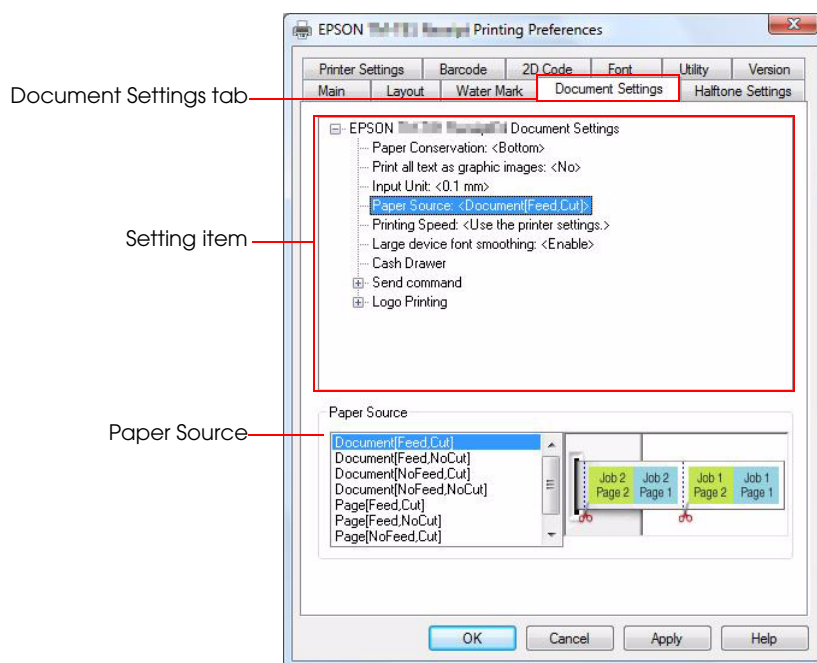 EPSON Printing Preferences
Printer Settings Barcode 2D Code Font Utility Version
Main Layout Water Mark Document Settings Halftone Settings
Document Settings tab
EPSON Document Settings
Paper Conservation: <Bottom>
Print all text as graphic images: <No>
Input Unit: <0.1 mm>
Paper Source: <Document[Feed,Cut]>
Printing Speed: <Use the printer settings.>
Large device font smoothing: <Enable>
Cash Drawer
Send command
Logo Printing
Setting item
Paper Source
Paper Source
Document[Feed,Cut]
Document[Feed,NoCut]
Document[NoFeed,Cut]
Document[NoFeed,NoCut]
Page[Feed,Cut]
Page[Feed,NoCut]
Page[NoFeed,Cut]
Job 2 Job 2 Job 1 Job 1
Page 2 Page 1 Page 2 Page 1
OK Cancel Apply Help